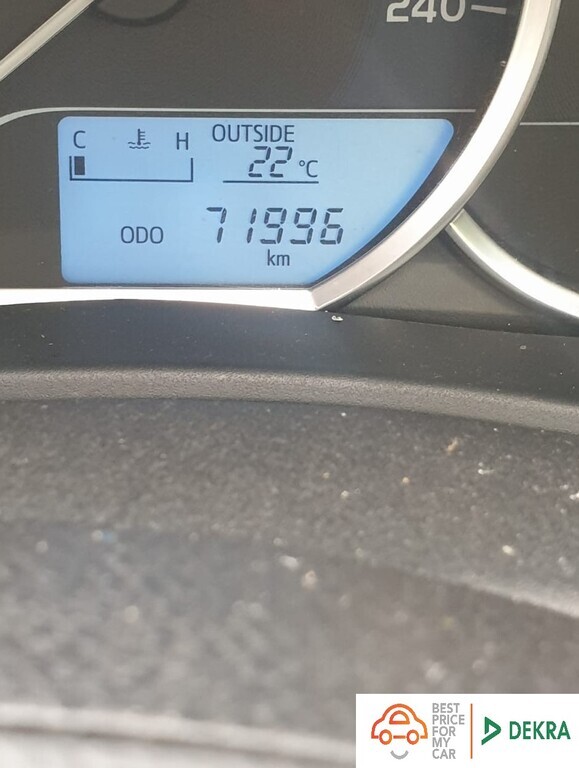 240
C H OUTSIDE
22 °C
ODO 71996
km
BEST
PRICE
FOR
MY
CAR
DEKRA